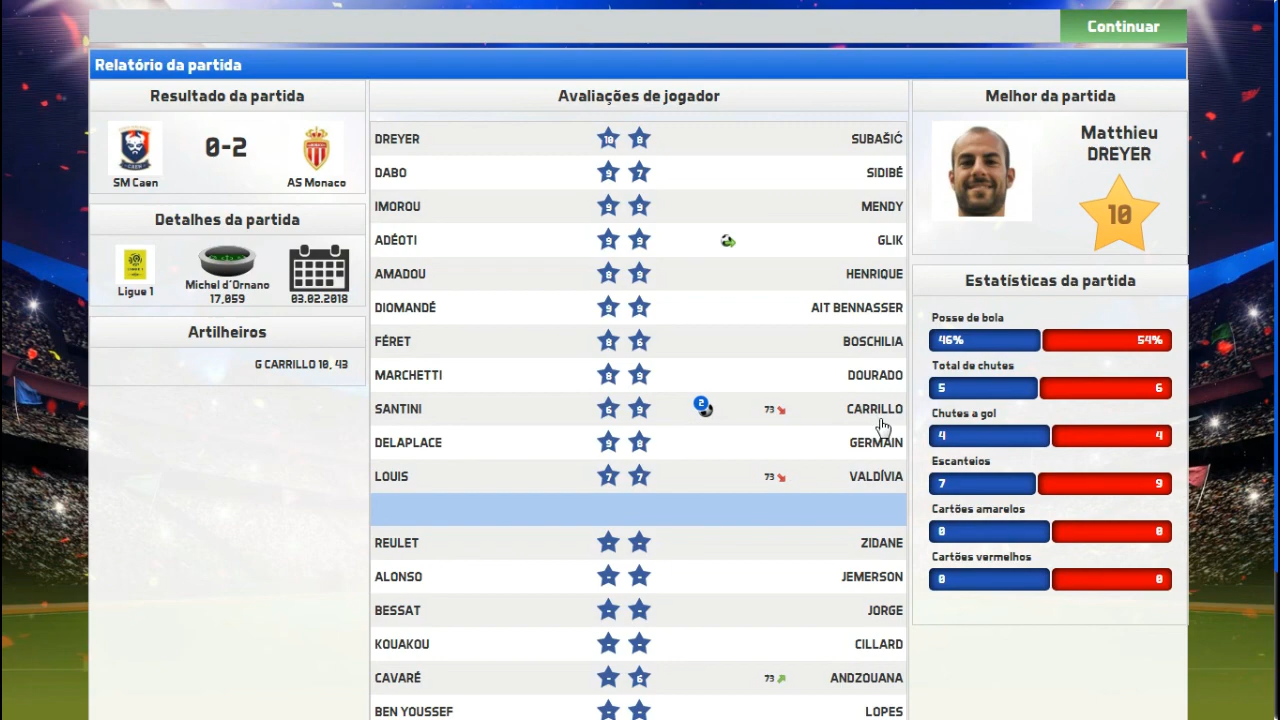 Continuar
Relatório da partida
Resultado da partida
0-2
SM Caen
AS Monaco
Detalhes da partida
Ligue 1
Michel d'Ornano
17,059
03.02.2018
Artilheiros
G CARRILLO 18, 43
Avaliações de jogador
DREYER 10 8 SUBAŠIĆ
DABO 9 7 SIDIBÉ
IMOROU 9 9 MENDY
ADÉOTI 9 9 GLIK
AMADOU 8 9 HENRIQUE
DIOMANDÉ 9 9 AIT BENNASSER
FÉRET 8 6 BOSCHILIA
MARCHETTI 8 9 DOURADO
SANTINI 6 9 2 73 CARRILLO
DELAPLACE 9 8 GERMAIN
LOUIS 7 7 73 VALDÍVIA
REULET - - ZIDANE
ALONSO - - JEMERSON
BESSAT - - JORGE
KOUAKOU - - CILLARD
CAVARÉ - 6 73 ANDZOUANA
BEN YOUSSEF - - LOPES
Melhor da partida
Matthieu
DREYER
10
Estatísticas da partida
Posse de bola
46% 54%
Total de chutes
5 6
Chutes a gol
4 4
Escanteios
7 9
Cartões amarelos
0 0
Cartões vermelhos
0 0